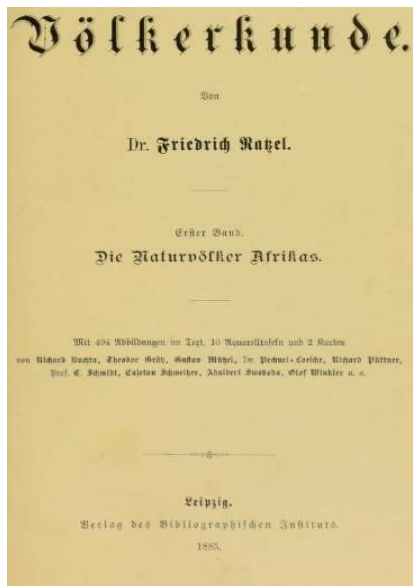 Völkerkunde.
Von
Dr. Friedrich Ratzel.
Erster Band.
Die Naturvölker Afrikas.
Mit 494 Abbildungen im Text, 10 Aquarelltafeln und 2 Karten
von Richard Buchta, Theodor Grätz, Gustav Mützel, Dr. Pechuel-Loesche, Richard Püttner,
Prof. C. Schmidt, Cajetan Schweitzer, Adalbert Swoboda, Olof Winkler u. a.
Leipzig.
Verlag des Bibliographischen Instituts.
1885.